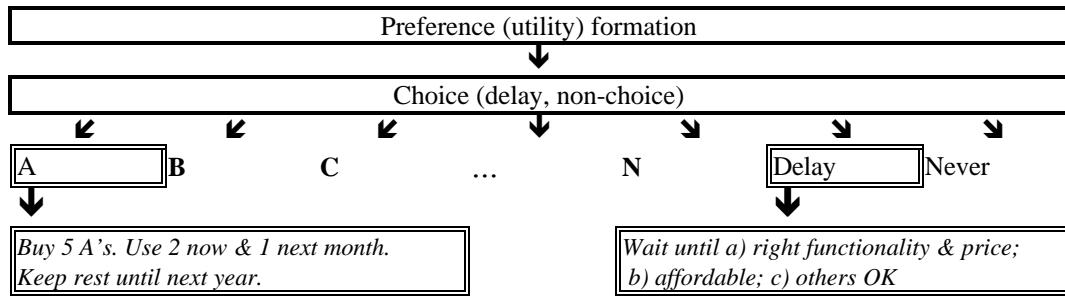 Preference (utility) formation
Choice (delay, non-choice)
A B C … N Delay Never
Buy 5 A's. Use 2 now & 1 next month.
Keep rest until next year.
Wait until a) right functionality & price;
b) affordable; c) others OK